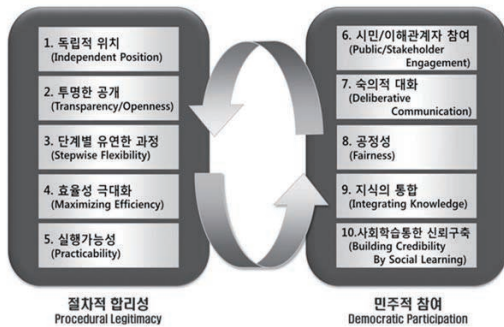 1. 독립적 위치
(Independent Position)
2. 투명한 공개
(Transparency/Openness)
3. 단계별 유연한 과정
(Stepwise Flexibility)
4. 효율성 극대화
(Maximizing Efficiency)
5. 실행가능성
(Practicability)
절차적 합리성
Procedural Legitimacy
6. 시민/이해관계자 참여
(Public/Stakeholder
Engagement)
7. 숙의적 대화
(Deliberative
Communication)
8. 공정성
(Fairness)
9. 지식의 통합
(Integrating Knowledge)
10.사회학습통한 신뢰구축
(Building Credibility
By Social Learning)
민주적 참여
Democratic Participation